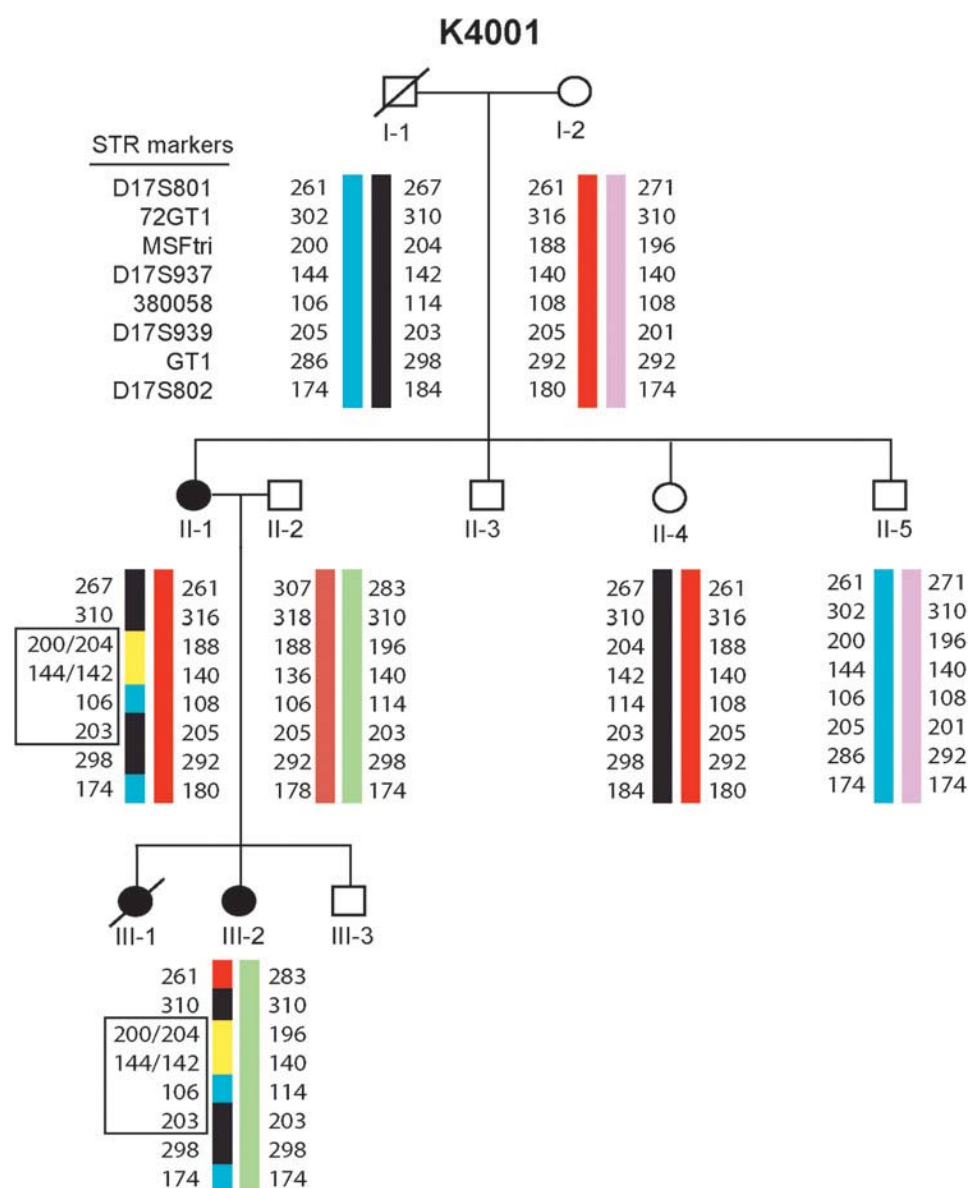 K4001
I-1 I-2
STR markers
D17S801 261 267 261 271
72GT1 302 310 316 310
MSFtri 200 204 188 196
D17S937 144 142 140 140
380058 106 114 108 108
D17S939 205 203 205 201
GT1 286 298 292 292
D17S802 174 184 180 174
II-1 II-2 II-3 II-4 II-5
267 261 307 283 267 261 261 271
310 316 318 310 310 316 302 310
200/204 188 188 196 204 188 200 196
144/142 140 136 140 142 140 144 140
106 108 106 114 114 108 106 108
203 205 205 203 203 205 205 201
298 292 292 298 298 292 286 292
174 180 178 174 184 180 174 174
III-1 III-2 III-3
261 283
310 310
200/204 196
144/142 140
106 114
203 203
298 298
174 174